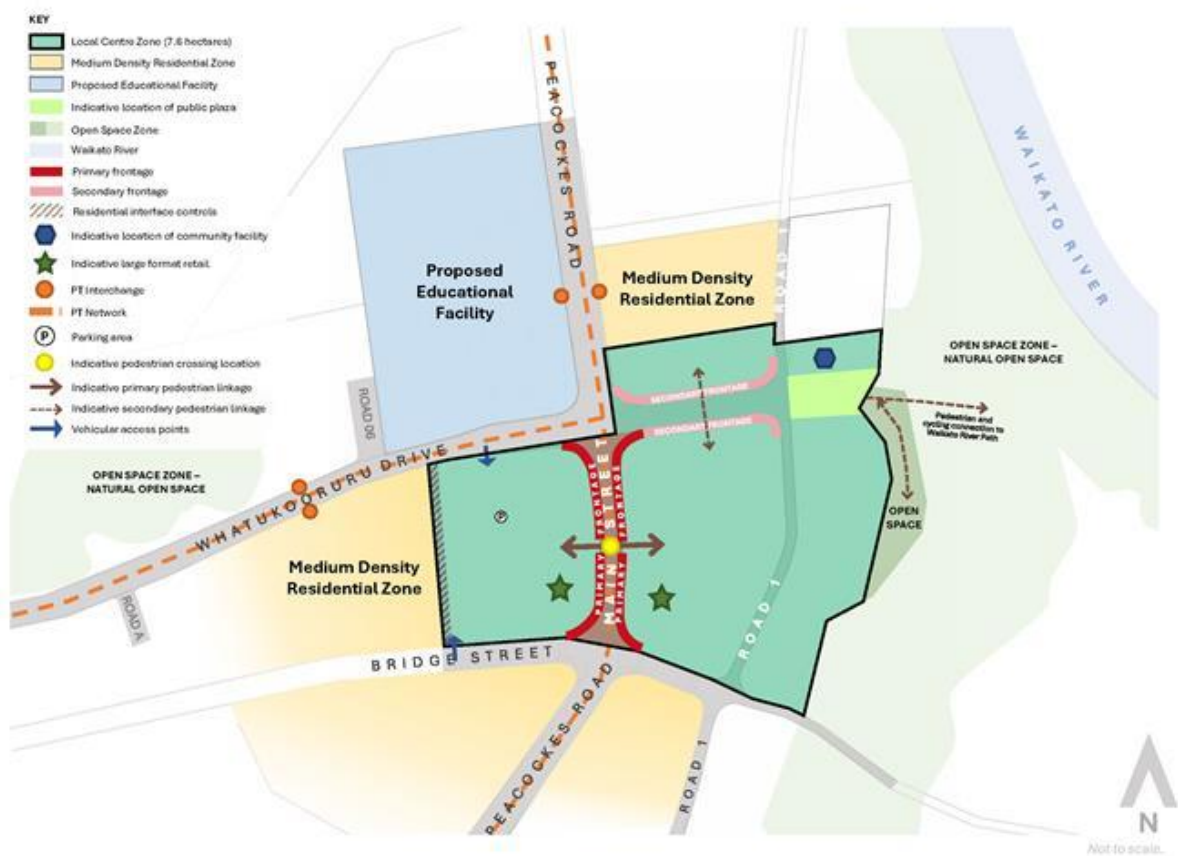 KEY
Local Centre Zone (7.6 hectares)
Medium Density Residential Zone
Proposed Educational Facility
Indicative location of public plaza
Open Space Zone
Waikato River
Primary frontage
Secondary frontage
Residential interface controls
Indicative location of community facility
Indicative large format retail
PT Interchange
PT Network
P
Parking area
Indicative pedestrian crossing location
Indicative primary pedestrian linkage
Indicative secondary pedestrian linkage
Vehicular access points
PEACOCKES ROAD
WAIKATO RIVER
Proposed
Educational
Facility
Medium Density
Residential Zone
ROAD 1
OPEN SPACE ZONE –
NATURAL OPEN SPACE
SECONDARY FRONTAGE
SECONDARY FRONTAGE
Pedestrian and
cycling connection to
Waikato River Path
OPEN
SPACE
ROAD 06
OPEN SPACE ZONE –
NATURAL OPEN SPACE
WHATUKOORURU DRIVE
P
PRIMARY FRONTAGE
MAIN STREET
PRIMARY FRONTAGE
Medium Density
Residential Zone
ROAD A
ROAD 1
BRIDGE STREET
PEACOCKES ROAD
ROAD 1
N
Not to scale.